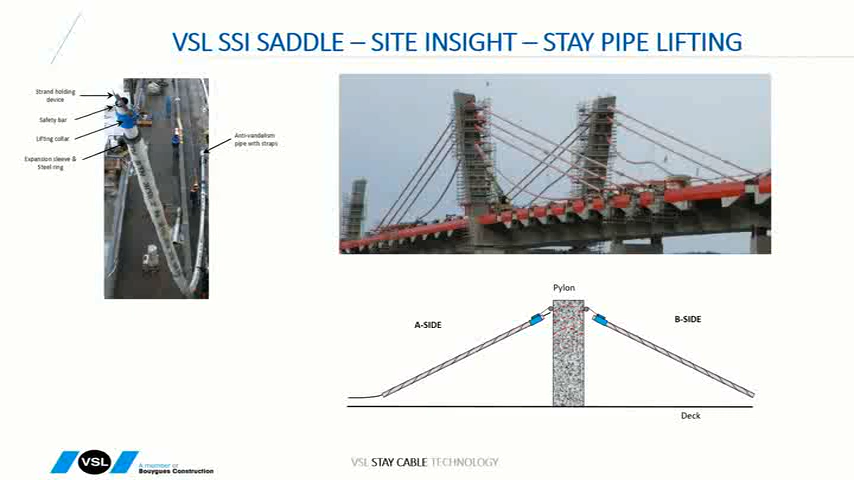 VSL SSI SADDLE – SITE INSIGHT – STAY PIPE LIFTING
Strand holding
device
Safety bar
Lifting collar
Expansion sleeve &
Steel ring
Anti-vandalism
pipe with straps
Pylon
A-SIDE
B-SIDE
Deck
VSL
A member of
Bouygues Construction
VSL STAY CABLE TECHNOLOGY